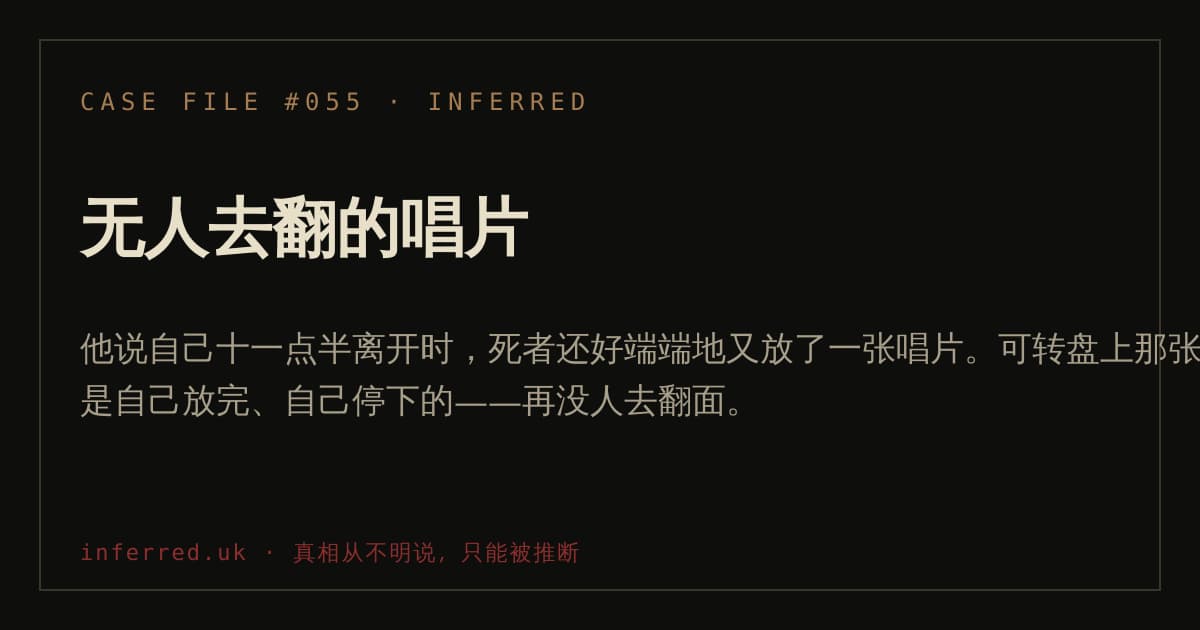 CASE FILE #055 · INFERRED
无人去翻的唱片
他说自己十一点半离开时，死者还好端端地又放了一张唱片。可转盘上那张
是自己放完、自己停下的——再没人去翻面。
inferred.uk · 真相从不明说，只能被推断